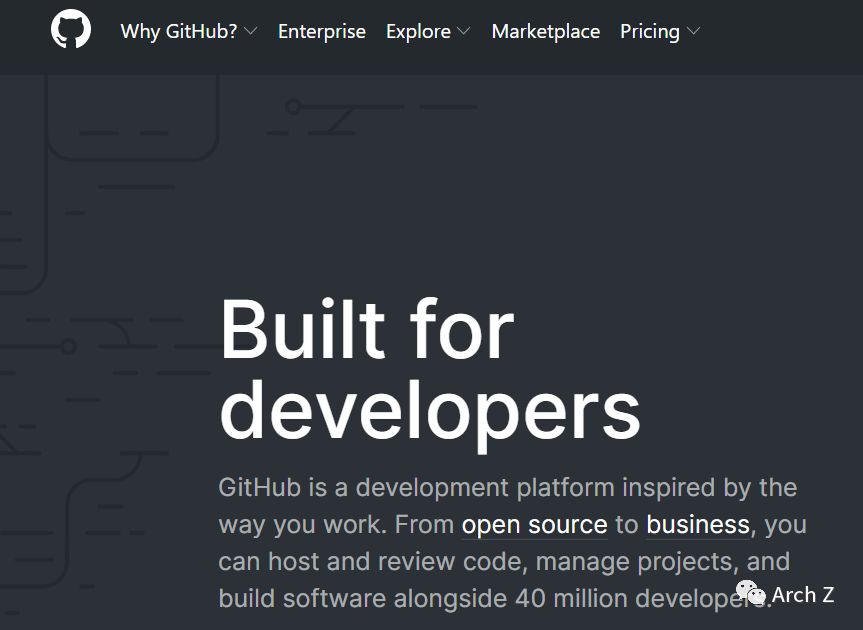 Why GitHub? Enterprise Explore Marketplace Pricing
Built for
developers
GitHub is a development platform inspired by the
way you work. From open source to business, you
can host and review code, manage projects, and
build software alongside 40 million developers.
Arch Z